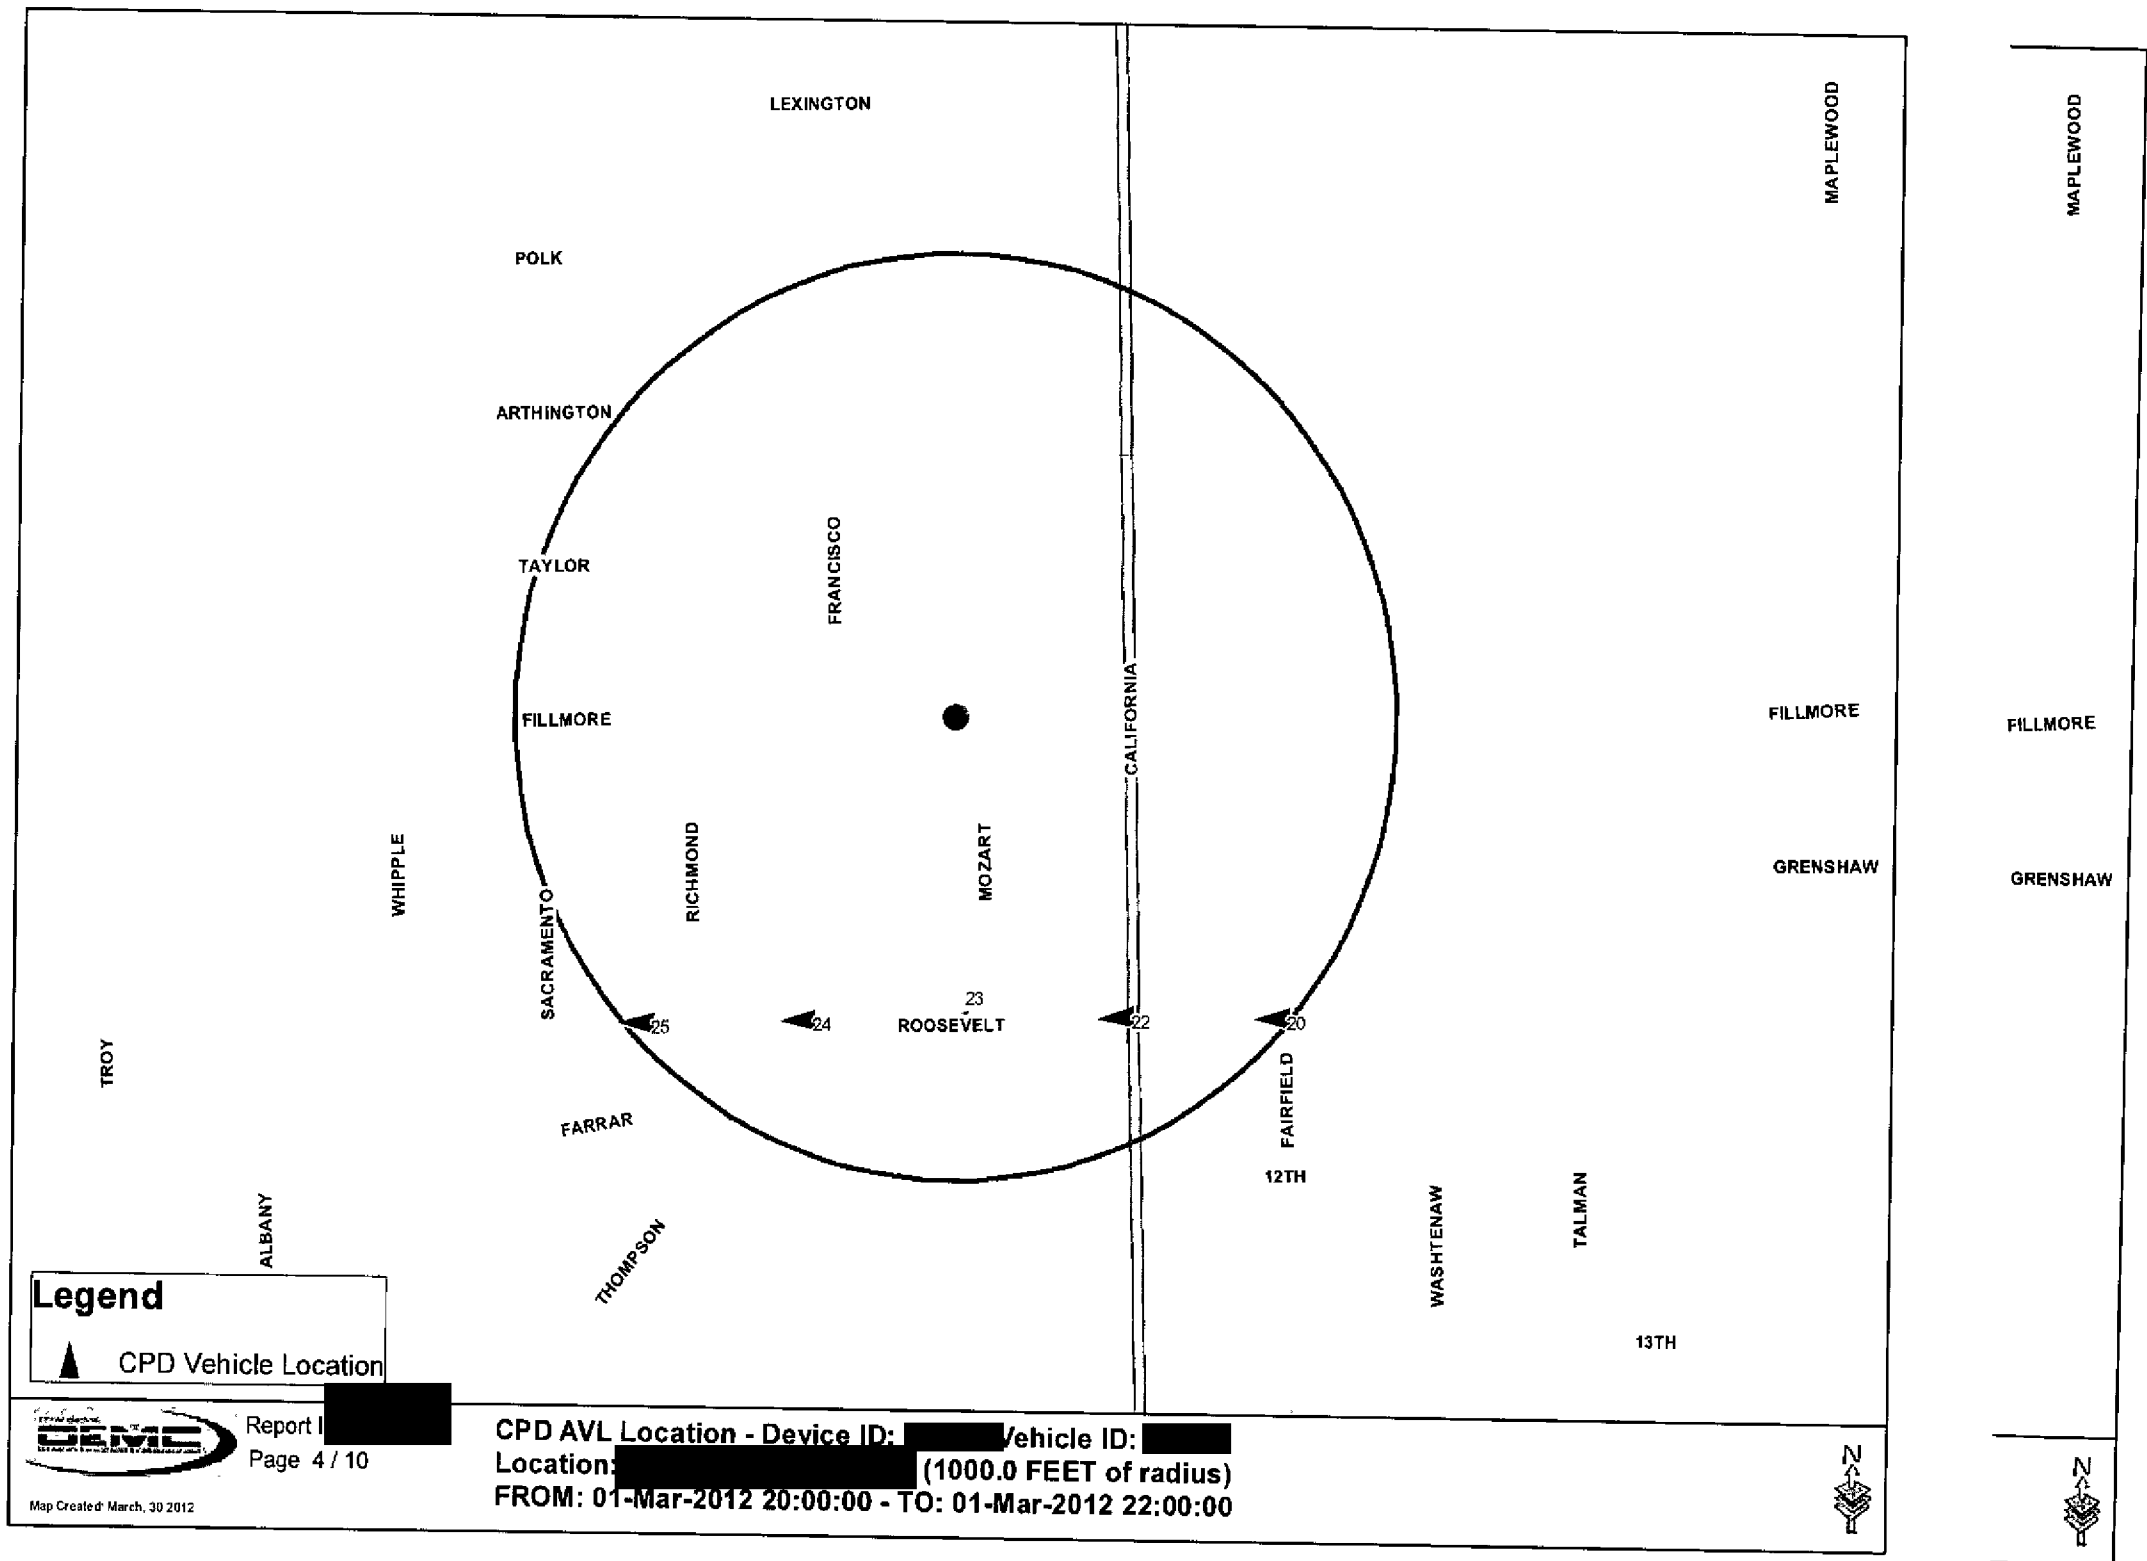 LEXINGTON
MAPLEWOOD
MAPLEWOOD
POLK
ARTHINGTON
TAYLOR
FRANCISCO
FILLMORE
CALIFORNIA
FILLMORE
FILLMORE
WHIPPLE
RICHMOND
MOZART
GRENSHAW
GRENSHAW
SACRAMENTO
23
25
24
ROOSEVELT
22
20
TROY
FARRAR
FAIRFIELD
12TH
ALBANY
THOMPSON
WASHTENAW
TALMAN
13TH
Legend
CPD Vehicle Location
OEMC
Report I
Page 4 / 10
Map Created: March, 30 2012
CPD AVL Location - Device ID: Vehicle ID:
Location: (1000.0 FEET of radius)
FROM: 01-Mar-2012 20:00:00 - TO: 01-Mar-2012 22:00:00
N
N